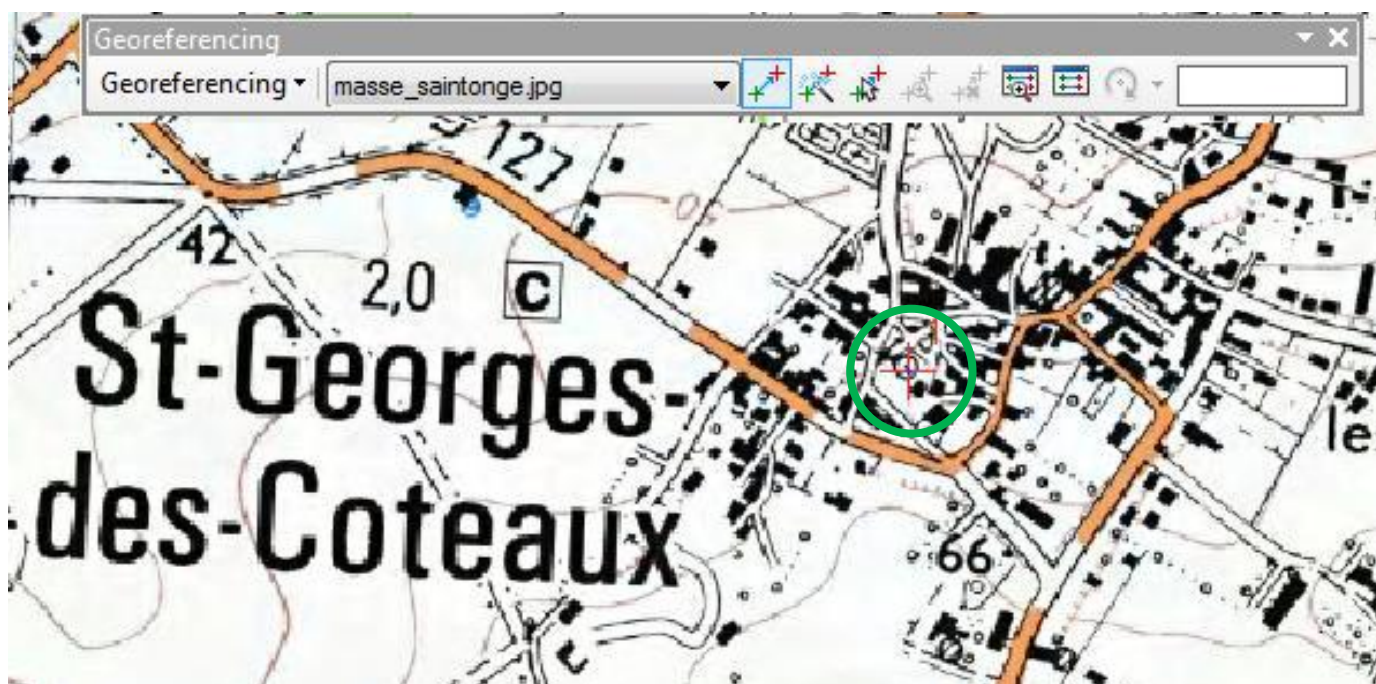 Georeferencing
Georeferencing masse_saintonge.jpg
127
42
2,0 C
St-Georges-
des-Coteaux
le
66